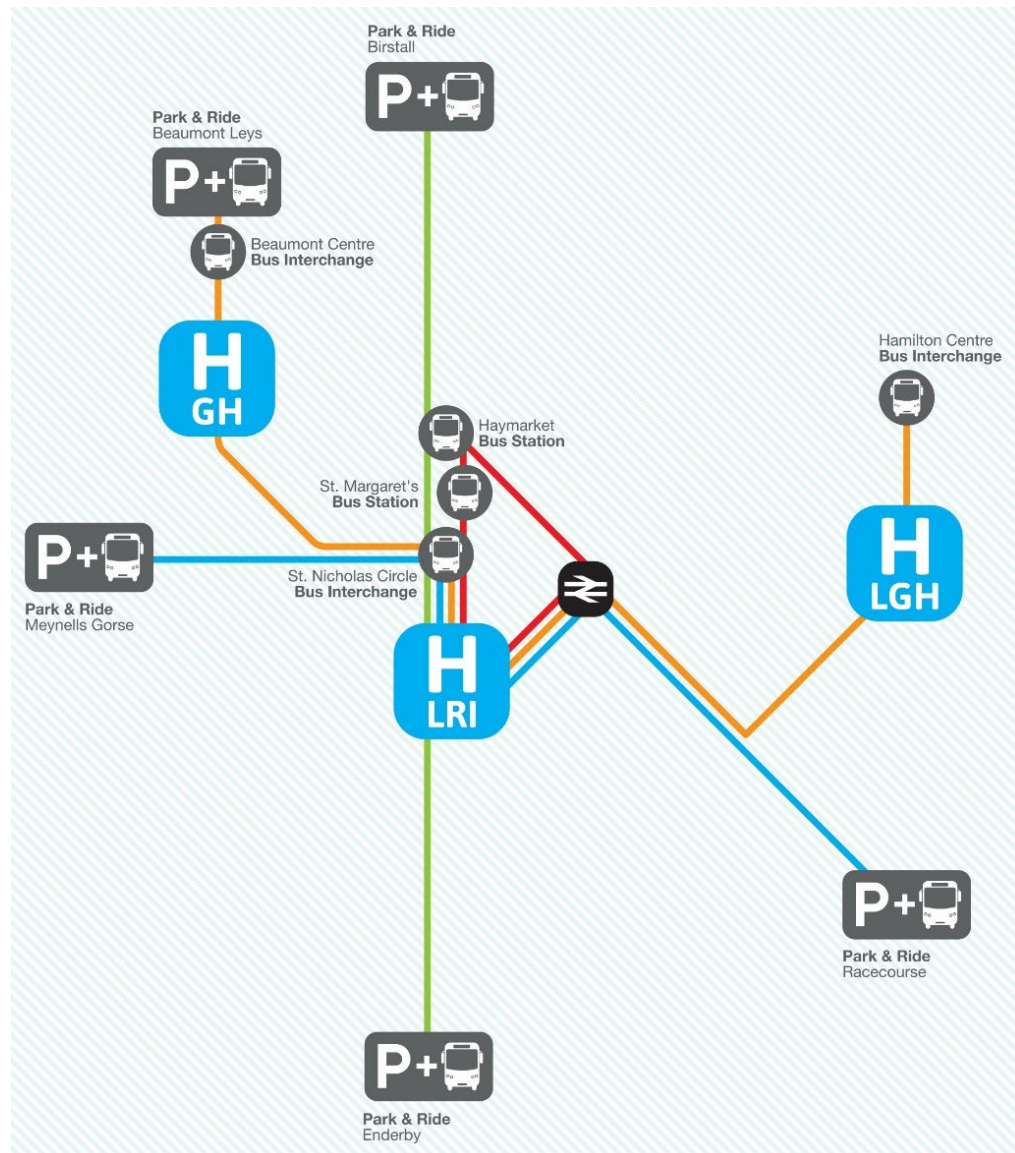 Park & Ride
Birstall
P+
Park & Ride
Beaumont Leys
P+
Beaumont Centre
Bus Interchange
H
GH
Hamilton Centre
Bus Interchange
Haymarket
Bus Station
St. Margaret's
Bus Station
P+
Park & Ride
Meynells Gorse
St. Nicholas Circle
Bus Interchange
H
LGH
H
LRI
P+
Park & Ride
Racecourse
P+
Park & Ride
Enderby